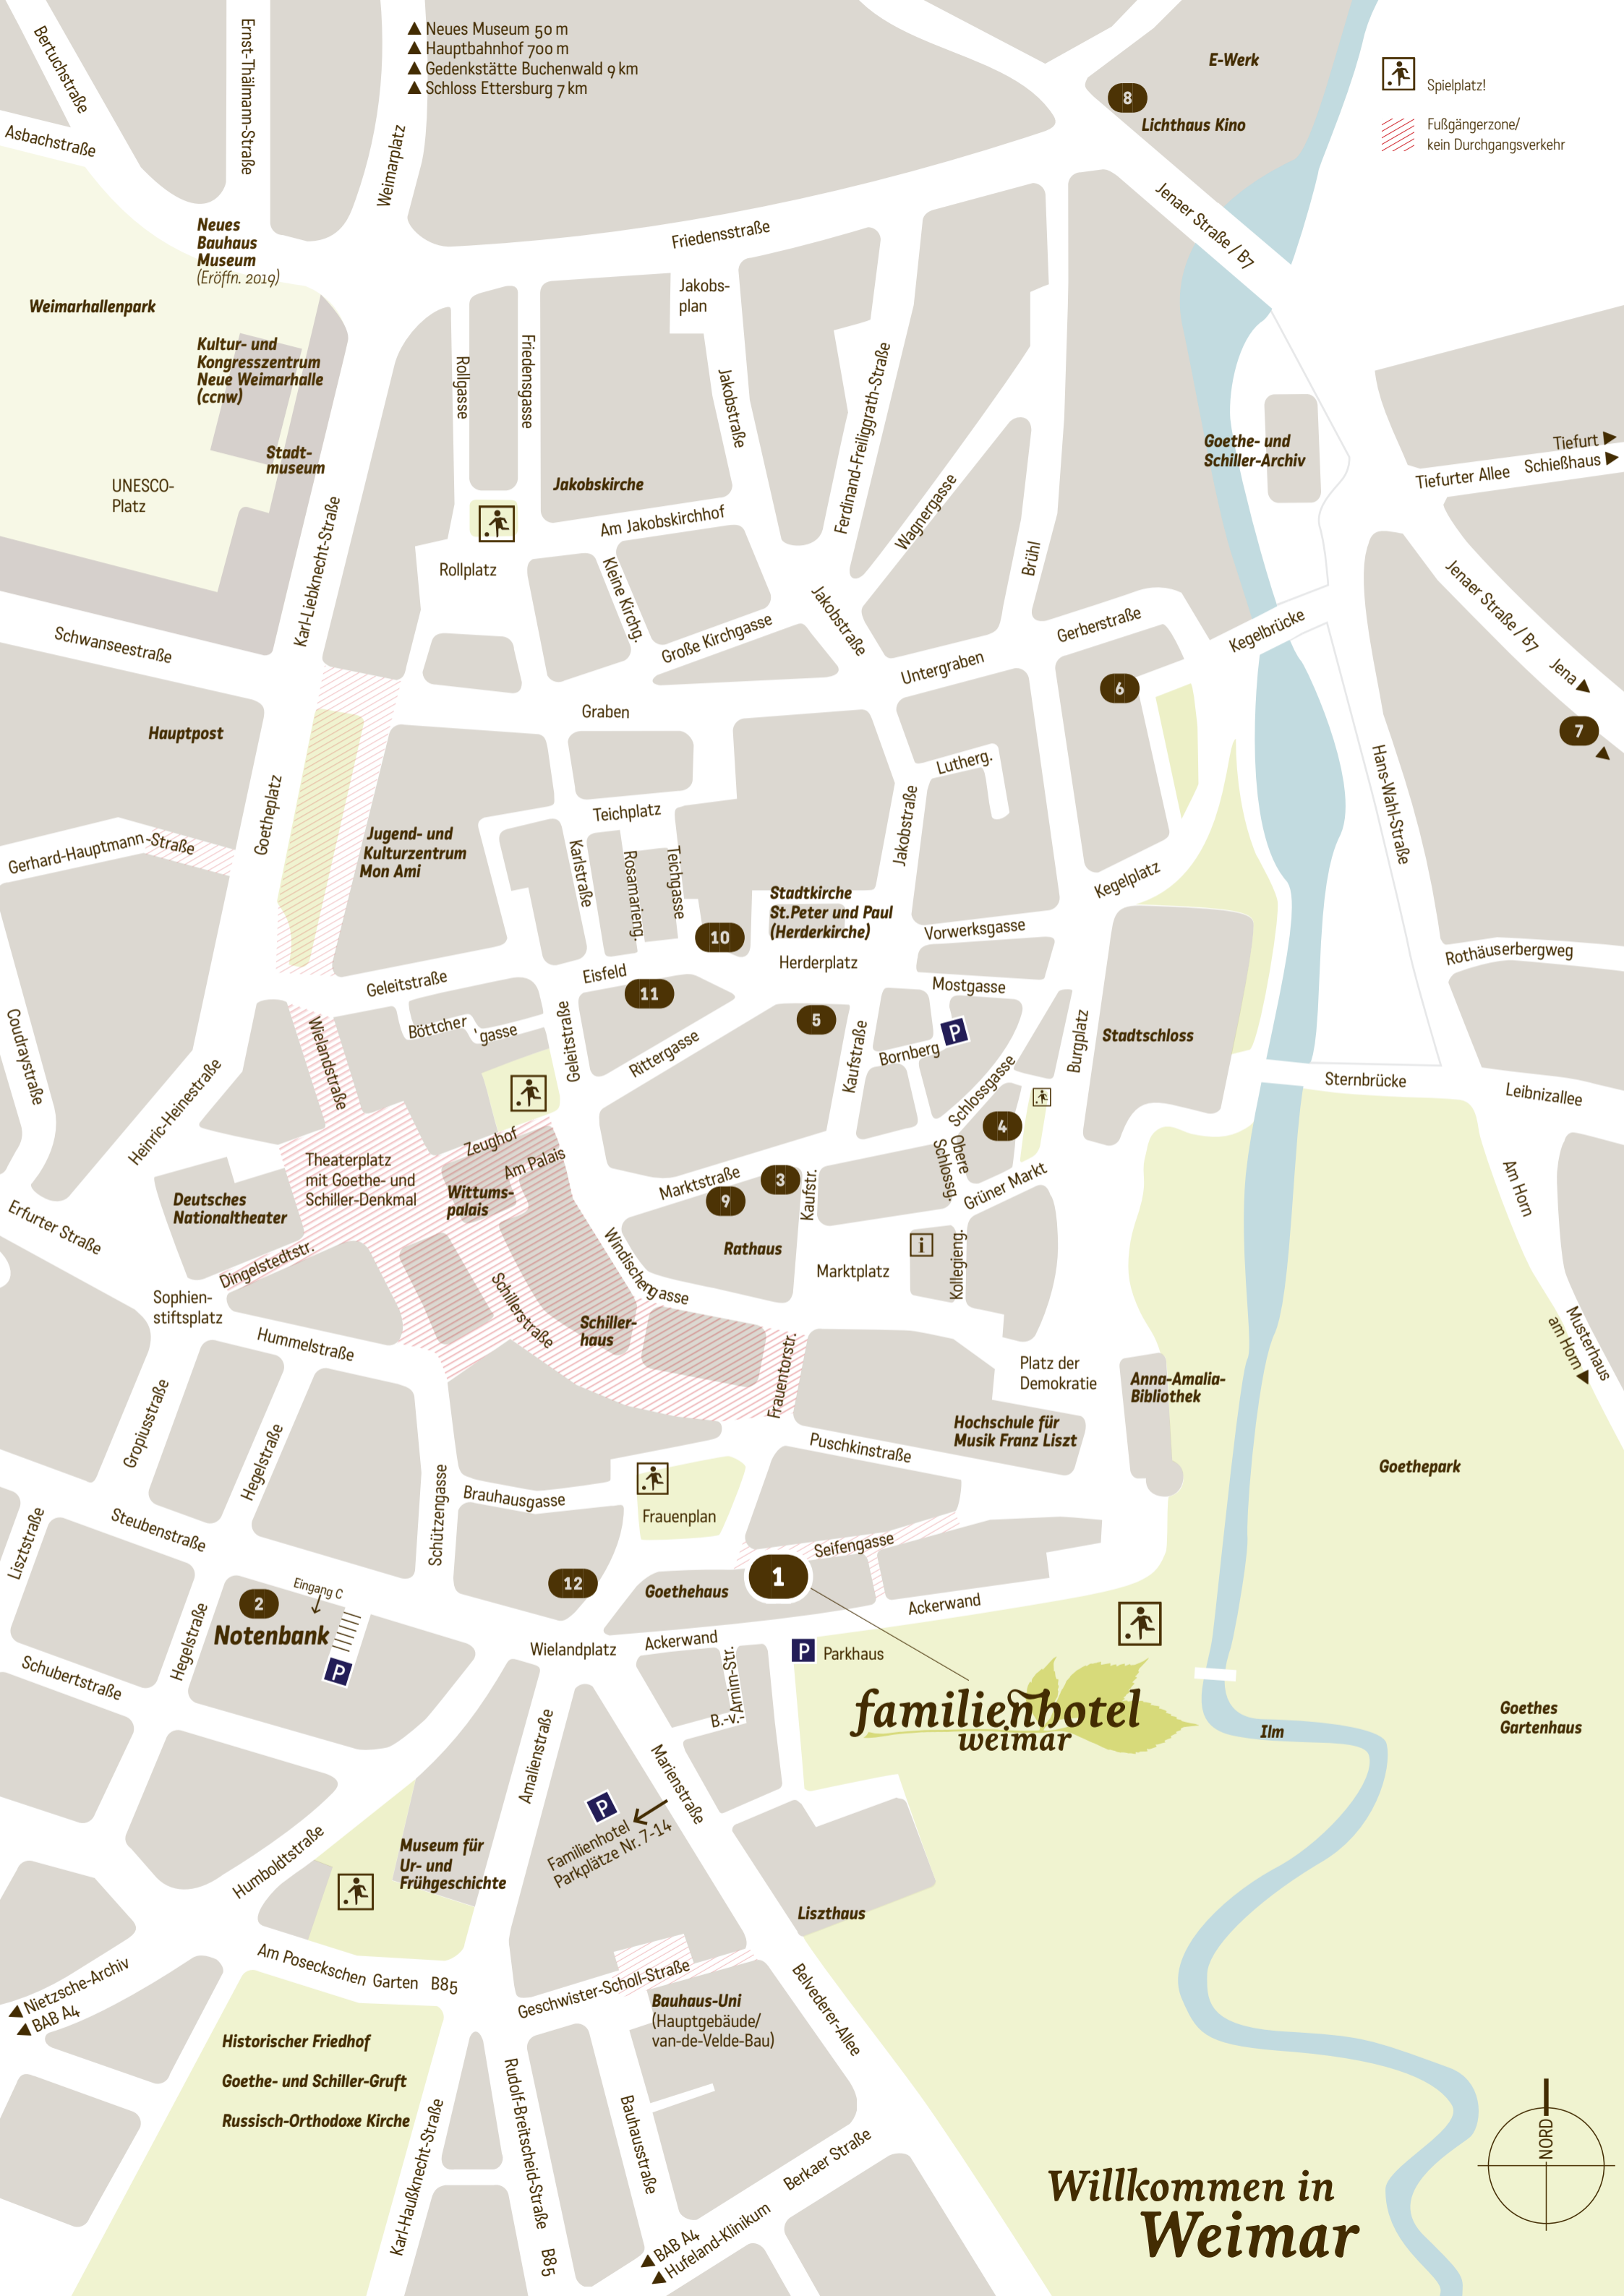 Neues Museum 50 m
Hauptbahnhof 700 m
Gedenkstätte Buchenwald 9 km
Schloss Ettersburg 7 km
Bertuchstraße
Ernst-Thälmann-Straße
Asbachstraße
Weimarplatz
E-Werk
8
Lichthaus Kino
Spielplatz!
Fußgängerzone/
kein Durchgangsverkehr
Jenaer Straße / B7
Neues
Bauhaus
Museum
(Eröffn. 2019)
Weimarhallenpark
Friedensstraße
Jakobs-
plan
Kultur- und
Kongresszentrum
Neue Weimarhalle
(ccnw)
Rollgasse
Friedensgasse
Jakobstraße
Ferdinand-Freiliggrath-Straße
Stadt-
museum
UNESCO-
Platz
Jakobskirche
Am Jakobskirchhof
Wagnergasse
Goethe- und
Schiller-Archiv
Tiefurt
Schießhaus
Tiefurter Allee
Karl-Liebknecht-Straße
Rollplatz
Kleine Kirchg.
Große Kirchgasse
Jakobstraße
Brühl
Gerberstraße
Kegelbrücke
Jenaer Straße / B7
Jena
Schwanseestraße
Untergraben
6
7
Hauptpost
Graben
Lutherg.
Hans-Wahl-Straße
Goetheplatz
Teichplatz
Jakobstraße
Gerhard-Hauptmann-Straße
Jugend- und
Kulturzentrum
Mon Ami
Karlstraße
Rosamarieng.
Teichgasse
Kegelplatz
Stadtkirche
St.Peter und Paul
(Herderkirche)
10
Vorwerksgasse
Herderplatz
Rothäuserbergweg
Geleitstraße
Eisfeld
11
Mostgasse
Coudraystraße
Wielandstraße
Böttcher
'gasse
Geleitstraße
Rittergasse
5
Kaufstraße
Bornberg
P
Burgplatz
Stadtschloss
Heinric-Heinestraße
Schlossgasse
4
Sternbrücke
Leibnizallee
Zeughof
Am Palais
Theaterplatz
mit Goethe- und
Schiller-Denkmal
Wittums-
palais
Deutsches
Nationaltheater
Marktstraße
3
9
Kaufstr.
Obere
Schlossg.
Grüner Markt
Am Horn
Erfurter Straße
Dingelstedtstr.
Rathaus
Marktplatz
i
Kollegieng.
Windischengasse
Sophien-
stiftsplatz
Hummelstraße
Schillerstraße
Schiller-
haus
Frauentorstr.
Musterhaus
am Horn
Platz der
Demokratie
Anna-Amalia-
Bibliothek
Gropiusstraße
Hegelstraße
Hochschule für
Musik Franz Liszt
Puschkinstraße
Goethepark
Schützengasse
Brauhausgasse
Frauenplan
Lisztstraße
Steubenstraße
Seifengasse
12
Goethehaus
1
Ackerwand
2
Eingang C
Notenbank
P
Hegelstraße
Wielandplatz
Ackerwand
P
Parkhaus
B.-v.-Arnim-Str.
Schubertstraße
familienhotel
weimar
Goethes
Gartenhaus
Ilm
Amalienstraße
Marienstraße
P
Familienhotel
Parkplätze Nr. 7-14
Humboldtstraße
Museum für
Ur- und
Frühgeschichte
Liszthaus
Am Poseckschen Garten B85
Nietzsche-Archiv
BAB A4
Geschwister-Scholl-Straße
Belvederer-Allee
Bauhaus-Uni
(Hauptgebäude/
van-de-Velde-Bau)
Historischer Friedhof
Goethe- und Schiller-Gruft
Russisch-Orthodoxe Kirche
Karl-Haußknecht-Straße
Rudolf-Breitscheid-Straße B85
Bauhausstraße
Berkaer Straße
BAB A4
Hufeland-Klinikum
NORD
Willkommen in
Weimar